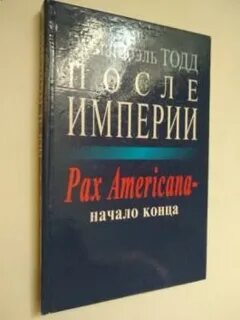 ТОДД
ПОСЛЕ
ИМПЕРИИ
Pax Americana-
начало конца